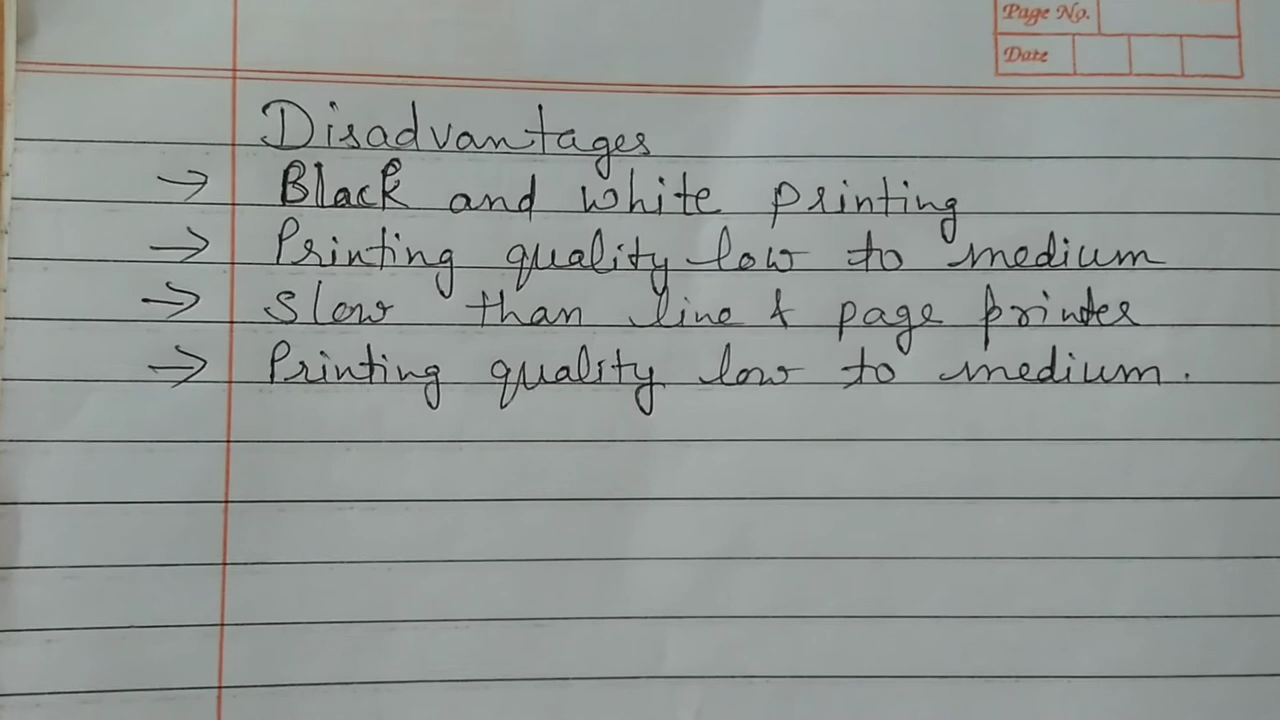 Page No.
Date
Disadvantages
→ Black and white printing
→ Printing quality low to medium
→ Slow than line & page printer
→ Printing quality low to medium.